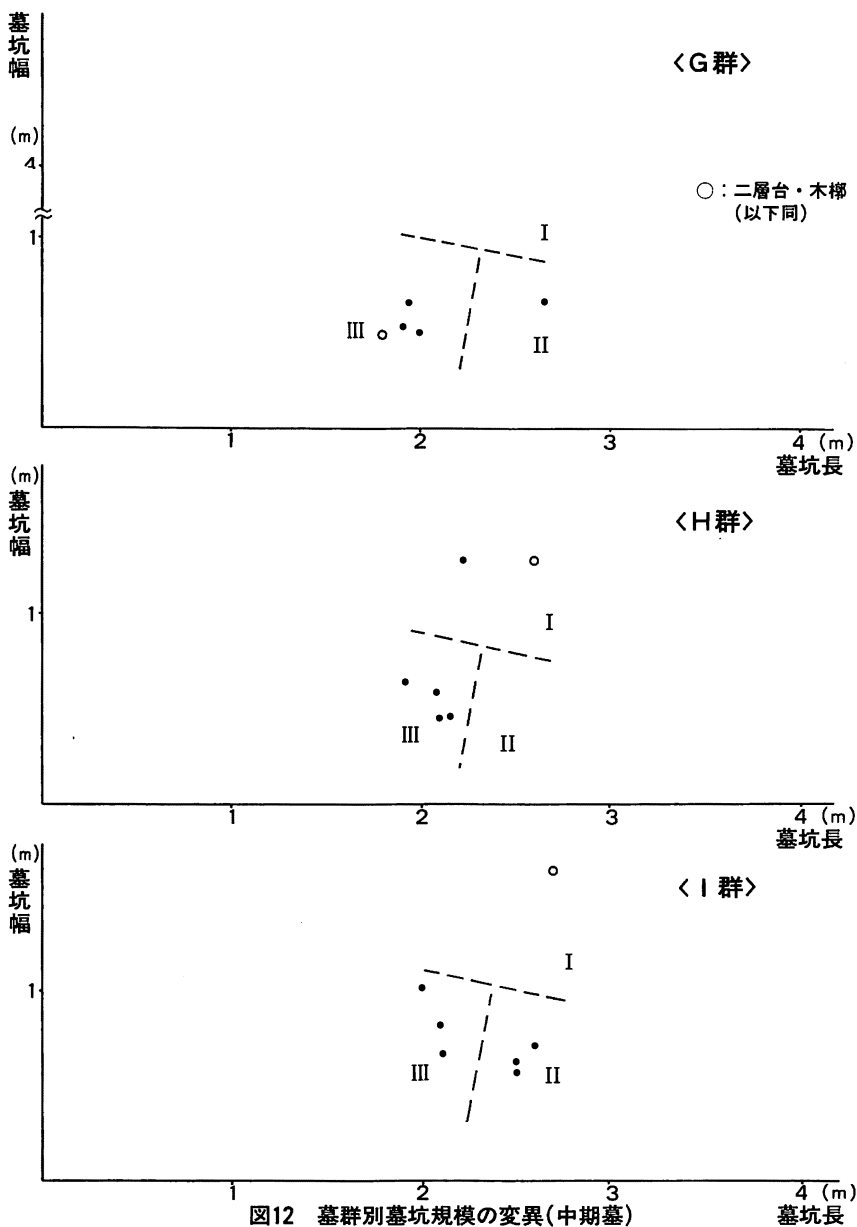 墓坑幅
(m)
4
1
〈G群〉
○：二層台・木槨
(以下同)
I
II
III
1 2 3 4 (m)
墓坑長
(m)
墓坑幅
1
〈H群〉
I
II
III
1 2 3 4 (m)
墓坑長
(m)
墓坑幅
1
〈I群〉
I
II
III
1 2 3 4 (m)
墓坑長
図12 墓群別墓坑規模の変異(中期墓)